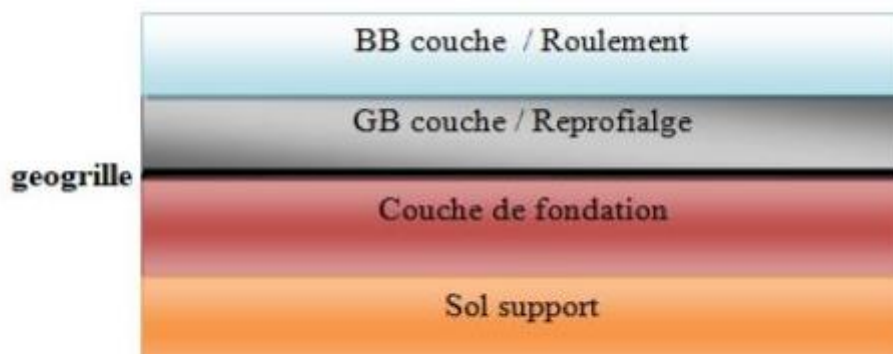 BB couche / Roulement
GB couche / Reprofialge
geogrille
Couche de fondation
Sol support